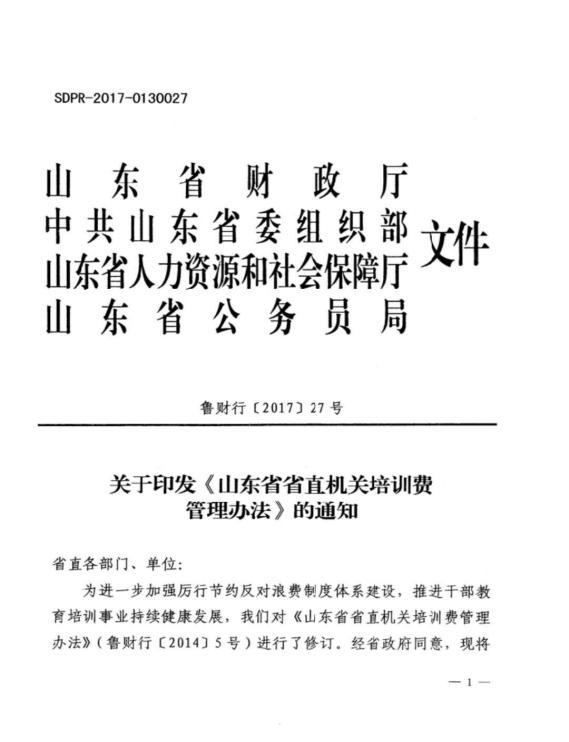 SDPR-2017-0130027
山东省财政厅
中共山东省委组织部
山东省人力资源和社会保障厅
山东省公务员局
文件
鲁财行〔2017〕27号
关于印发《山东省省直机关培训费
管理办法》的通知
省直各部门、单位：
为进一步加强厉行节约反对浪费制度体系建设，推进干部教
育培训事业持续健康发展，我们对《山东省省直机关培训费管理
办法》（鲁财行〔2014〕5号）进行了修订。经省政府同意，现将
— 1 —